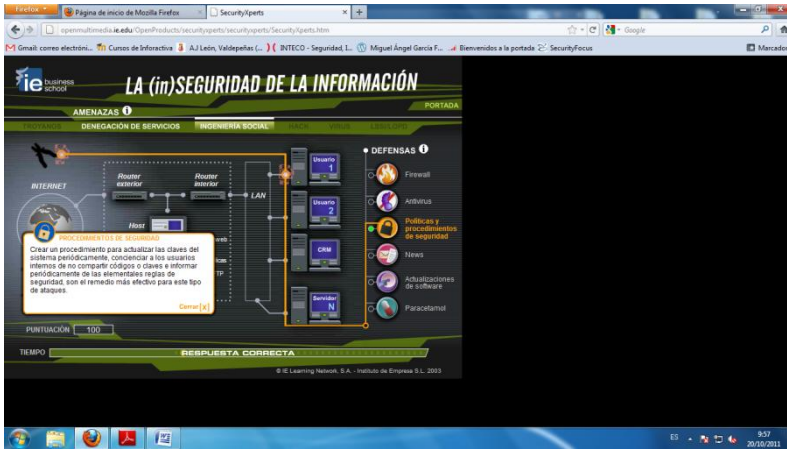 Firefox
Página de inicio de Mozilla Firefox
SecurityXperts
openmultimedia.ie.edu/OpenProducts/securityxperts/securityxperts/SecurityXperts.htm
Google
Gmail: correo electróni...
Cursos de Inforática
A.J León, Valdepeñas (...
INTECO - Seguridad, I...
Miguel Ángel García F...
Bienvenidos a la portada
SecurityFocus
Marcador
ie business school
LA (in)SEGURIDAD DE LA INFORMACIÓN
PORTADA
AMENAZAS
TROYANOS DENEGACIÓN DE SERVICIOS INGENIERÍA SOCIAL HACK VIRUS
INTERNET
Router exterior
Router interior
LAN
Host
web
TP
Usuario 1
Usuario 2
CRM
Servidor N
DEFENSAS
Firewall
Antivirus
Políticas y
procedimientos
de seguridad
News
Actualizaciones
de software
Paracetamol
PROCEDIMIENTOS DE SEGURIDAD
Crear un procedimiento para actualizar las claves del
sistema periódicamente, concienciar a los usuarios
internos de no compartir códigos o claves e informar
periódicamente de las elementales reglas de
seguridad, son el remedio más efectivo para este tipo
de ataques.
Cerrar [x]
PUNTUACIÓN 100
TIEMPO
RESPUESTA CORRECTA
© IE Learning Network, S.A. - Instituto de Empresa S.L. 2003
ES
9:57
20/10/2011